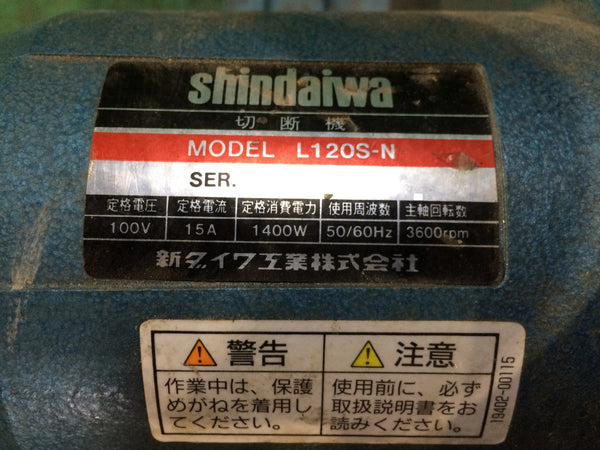 shindaiwa
切断機
MODEL L120S-N
SER.
定格電圧 定格電流 定格消費電力 使用周波数 主軸回転数
100V 15A 1400W 50/60Hz 3600rpm
新ダイワ工業株式会社
警告
作業中は、保護
めがねを着用し
てください。
注意
使用前に、必ず
取扱説明書をお
読みください。
19402-00115